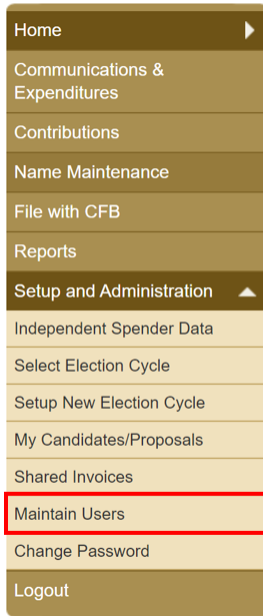 Home
Communications &
Expenditures
Contributions
Name Maintenance
File with CFB
Reports
Setup and Administration
Independent Spender Data
Select Election Cycle
Setup New Election Cycle
My Candidates/Proposals
Shared Invoices
Maintain Users
Change Password
Logout